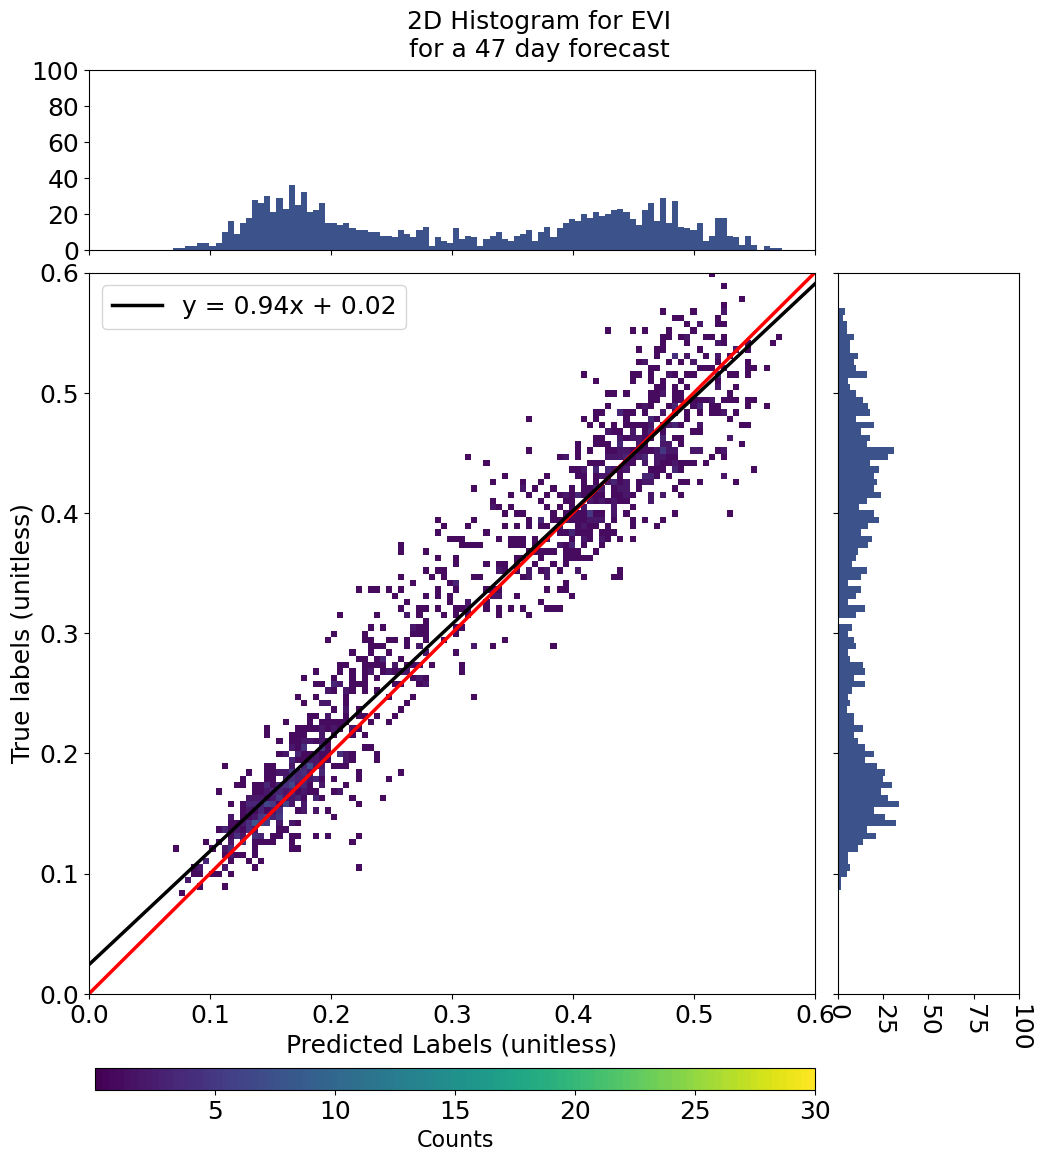 2D Histogram for EVI
for a 47 day forecast
100
80
60
40
20
0
0.6
0.5
0.4
0.3
0.2
0.1
0.0
True labels (unitless)
y = 0.94x + 0.02
0.0 0.1 0.2 0.3 0.4 0.5 0.6
Predicted Labels (unitless)
0 25 50 75 100
5 10 15 20 25 30
Counts